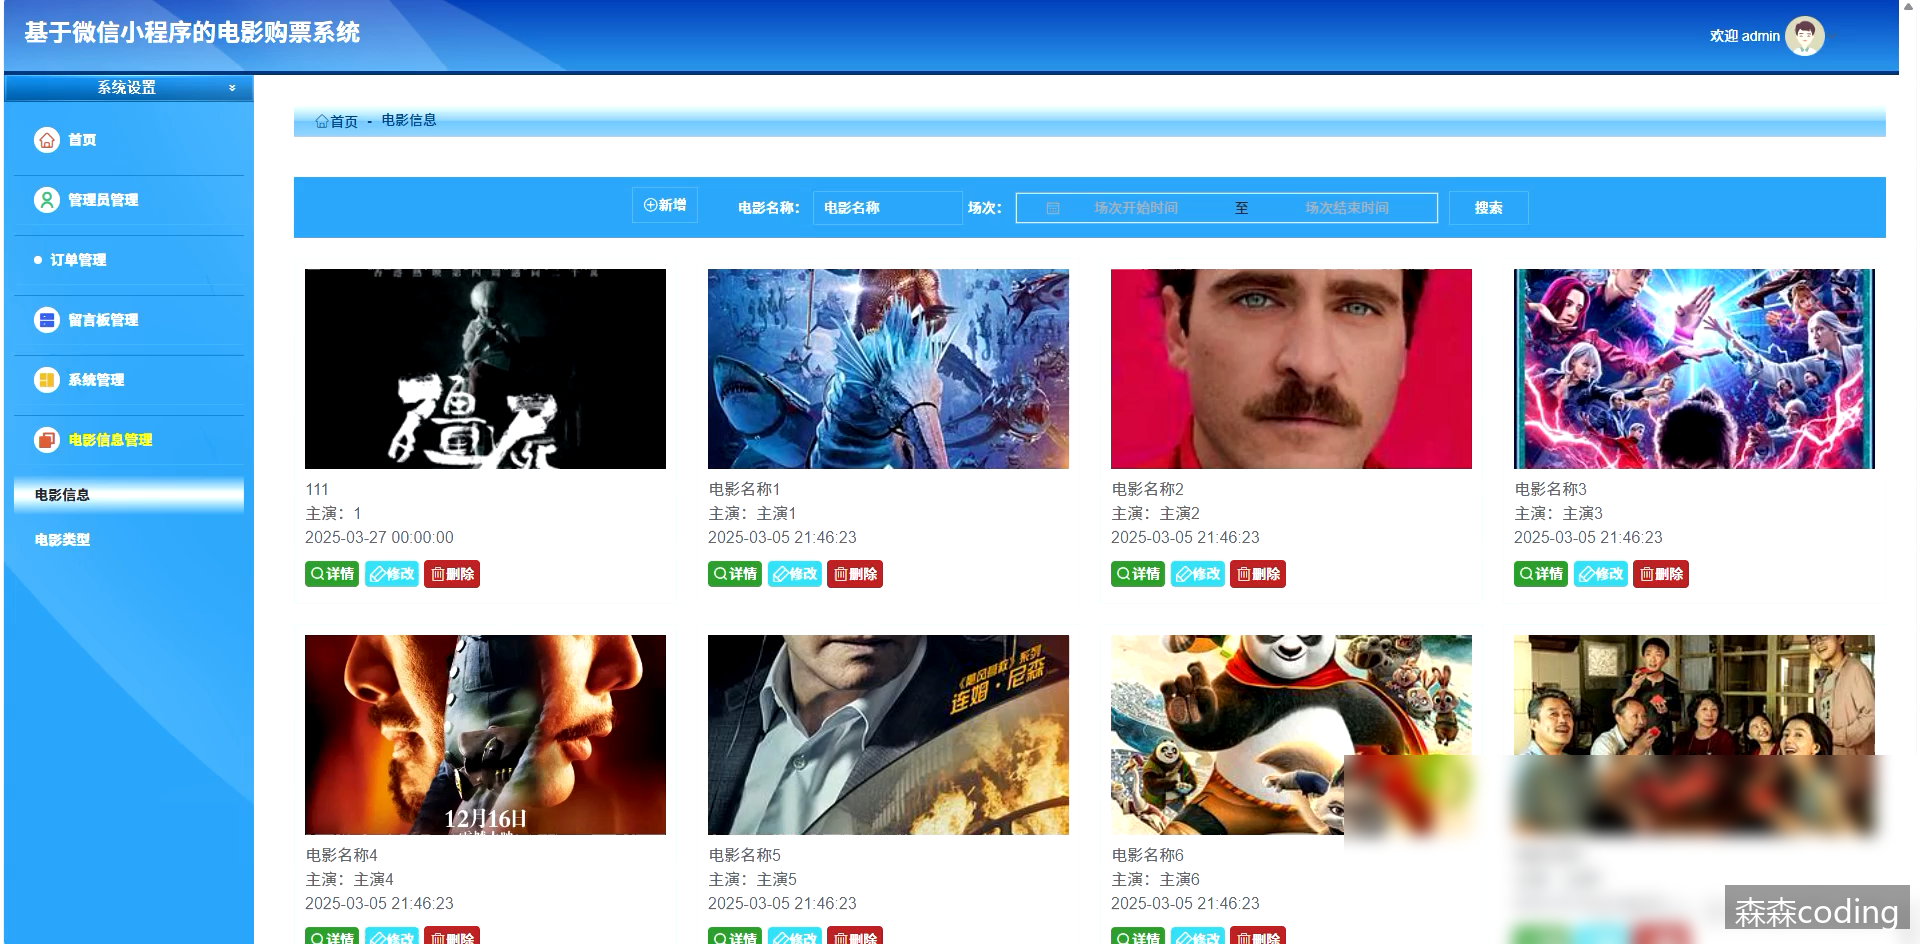 基于微信小程序的电影购票系统
欢迎 admin
系统设置
首页
管理员管理
订单管理
留言板管理
系统管理
电影信息管理
电影信息
电影类型
首页 - 电影信息
新增 电影名称： 电影名称 场次： 场次开始时间 至 场次结束时间 搜索
僵尸
111
主演：1
2025-03-27 00:00:00
详情 修改 删除
电影名称1
主演：主演1
2025-03-05 21:46:23
详情 修改 删除
电影名称2
主演：主演2
2025-03-05 21:46:23
详情 修改 删除
电影名称3
主演：主演3
2025-03-05 21:46:23
详情 修改 删除
12月16日
电影名称4
主演：主演4
2025-03-05 21:46:23
详情 修改 删除
《飓风营救》系列
连姆·尼森
电影名称5
主演：主演5
2025-03-05 21:46:23
详情 修改 删除
电影名称6
主演：主演6
2025-03-05 21:46:23
详情 修改 删除
森森coding